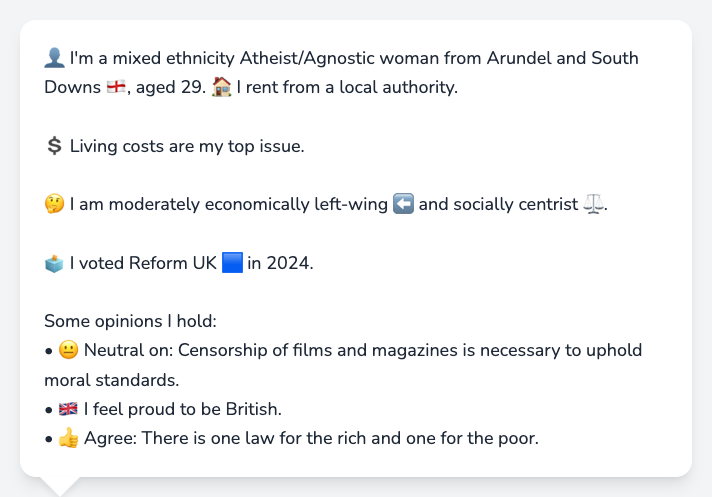 👤 I'm a mixed ethnicity Atheist/Agnostic woman from Arundel and South
Downs 🏴󠁧󠁢󠁥󠁮󠁧󠁿, aged 29. 🏠 I rent from a local authority.
💲 Living costs are my top issue.
🤔 I am moderately economically left-wing ⬅️ and socially centrist ⚖️.
🗳️ I voted Reform UK 🟦 in 2024.
Some opinions I hold:
• 😐 Neutral on: Censorship of films and magazines is necessary to uphold
moral standards.
• 🇬🇧 I feel proud to be British.
• 👍 Agree: There is one law for the rich and one for the poor.